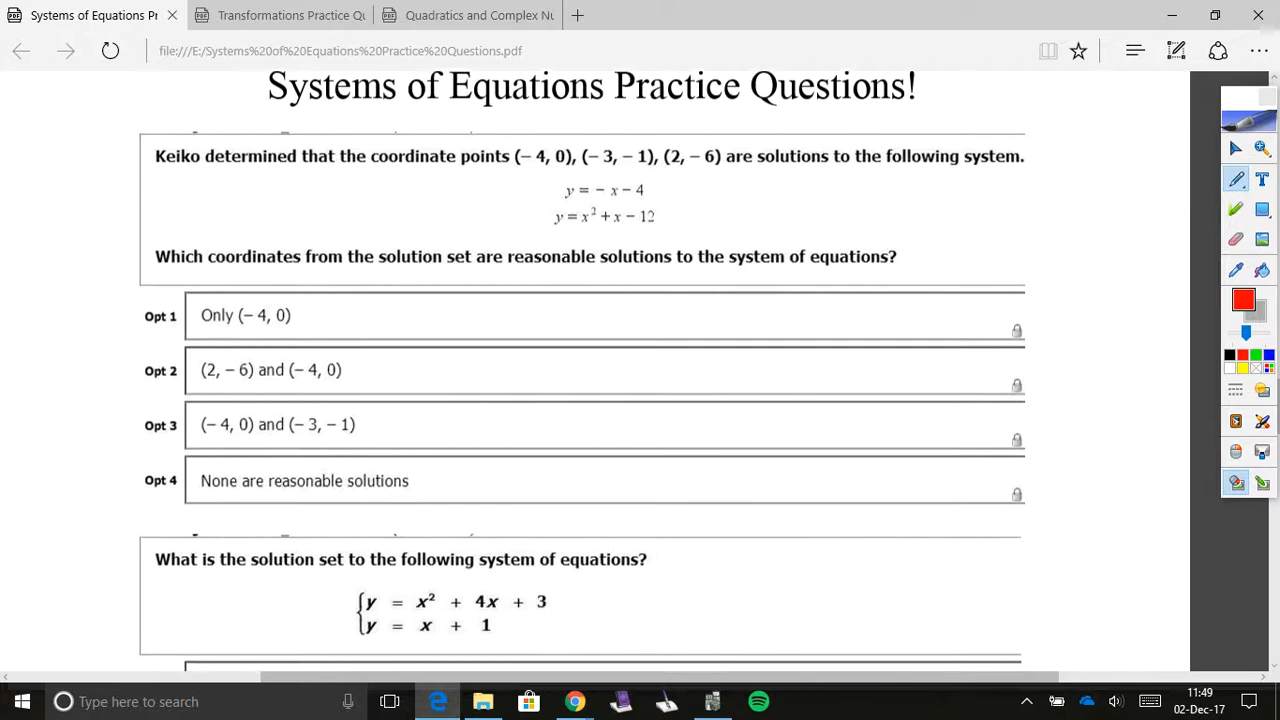 Systems of Equations Pr
Transformations Practice Qu
Quadratics and Complex Nu
file:///E:/Systems%20of%20Equations%20Practice%20Questions.pdf
Systems of Equations Practice Questions!
Keiko determined that the coordinate points (– 4, 0), (– 3, – 1), (2, – 6) are solutions to the following system.
y = – x – 4
y = x² + x – 12
Which coordinates from the solution set are reasonable solutions to the system of equations?
Opt 1 Only (– 4, 0)
Opt 2 (2, – 6) and (– 4, 0)
Opt 3 (– 4, 0) and (– 3, – 1)
Opt 4 None are reasonable solutions
What is the solution set to the following system of equations?
y = x² + 4x + 3
y = x + 1
Type here to search
11:49
02-Dec-17